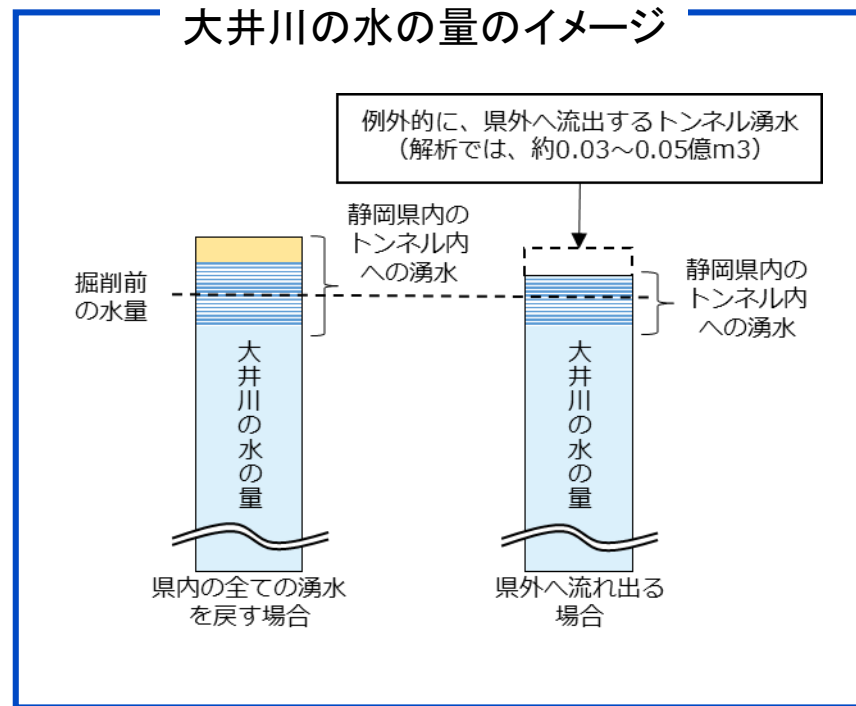 大井川の水の量のイメージ
例外的に、県外へ流出するトンネル湧水
（解析では、約0.03～0.05億m3）
静岡県内の
トンネル内
への湧水
掘削前
の水量
静岡県内の
トンネル内
への湧水
大井川の水の量
大井川の水の量
県内の全ての湧水
を戻す場合
県外へ流れ出る
場合